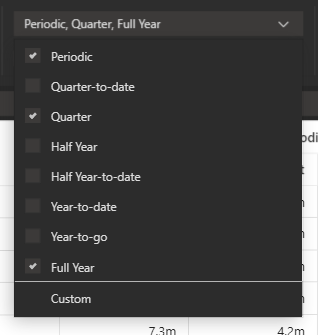 Periodic, Quarter, Full Year
Periodic
Quarter-to-date
Quarter
Half Year
Half Year-to-date
Year-to-date
Year-to-go
Full Year
Custom
7.3m 4.2m